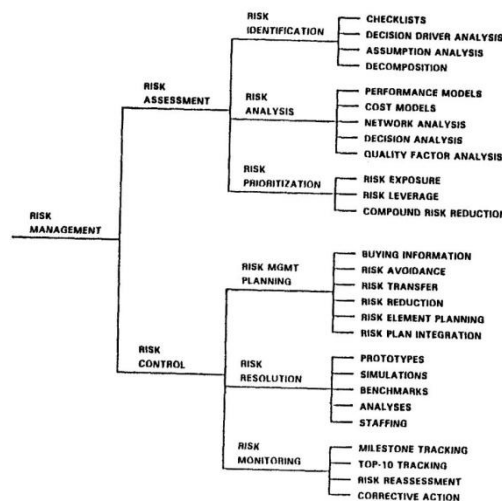 RISK
MANAGEMENT
RISK
ASSESSMENT
RISK
IDENTIFICATION
CHECKLISTS
DECISION DRIVER ANALYSIS
ASSUMPTION ANALYSIS
DECOMPOSITION
RISK
ANALYSIS
PERFORMANCE MODELS
COST MODELS
NETWORK ANALYSIS
DECISION ANALYSIS
QUALITY FACTOR ANALYSIS
RISK
PRIORITIZATION
RISK EXPOSURE
RISK LEVERAGE
COMPOUND RISK REDUCTION
RISK
CONTROL
RISK MGMT
PLANNING
BUYING INFORMATION
RISK AVOIDANCE
RISK TRANSFER
RISK REDUCTION
RISK ELEMENT PLANNING
RISK PLAN INTEGRATION
RISK
RESOLUTION
PROTOTYPES
SIMULATIONS
BENCHMARKS
ANALYSES
STAFFING
RISK
MONITORING
MILESTONE TRACKING
TOP-10 TRACKING
RISK REASSESSMENT
CORRECTIVE ACTION